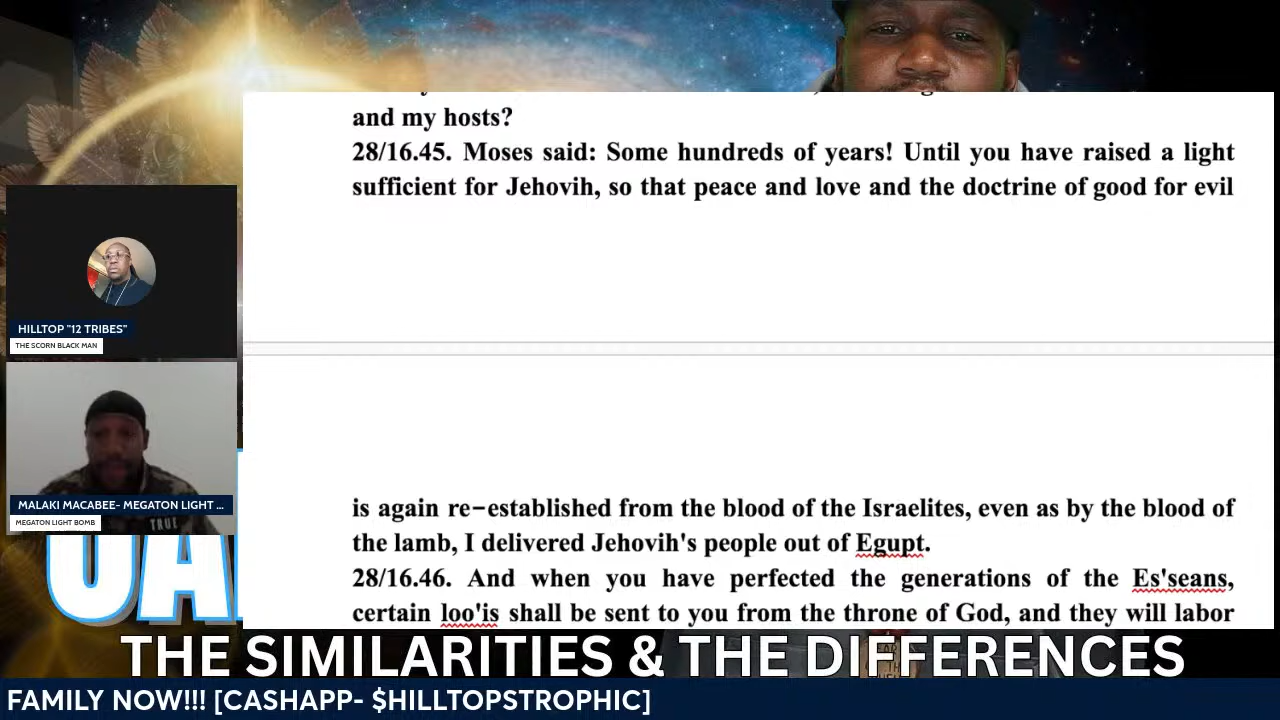 and my hosts?
28/16.45. Moses said: Some hundreds of years! Until you have raised a light
sufficient for Jehovih, so that peace and love and the doctrine of good for evil
is again re−established from the blood of the Israelites, even as by the blood of
the lamb, I delivered Jehovih's people out of Egupt.
28/16.46. And when you have perfected the generations of the Es'seans,
certain loo'is shall be sent to you from the throne of God, and they will labor
HILLTOP "12 TRIBES"
THE SCORN BLACK MAN
MALAKI MACABEE- MEGATON LIGHT ...
MEGATON LIGHT BOMB
TRUE
THE SIMILARITIES & THE DIFFERENCES
FAMILY NOW!!! [CASHAPP- $HILLTOPSTROPHIC]